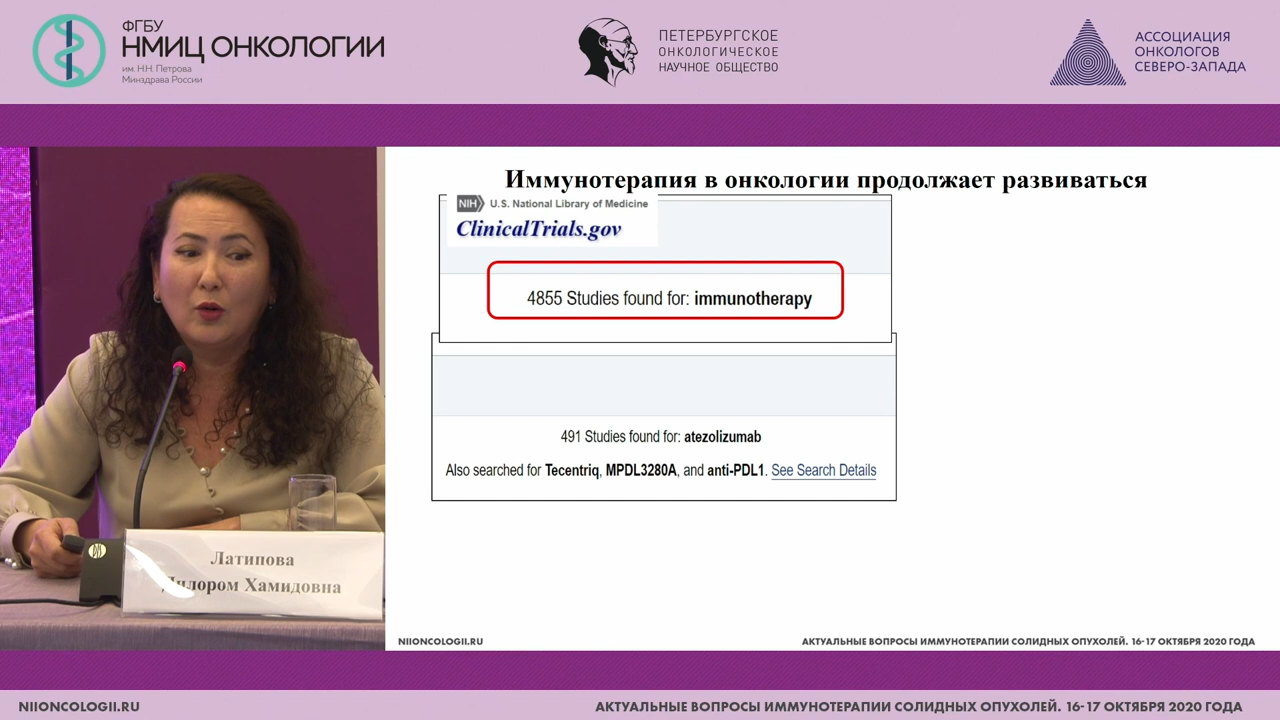 ФГБУ
НМИЦ ОНКОЛОГИИ
им. Н.Н. Петрова
Минздрава России
ПЕТЕРБУРГСКОЕ
ОНКОЛОГИЧЕСКОЕ
НАУЧНОЕ ОБЩЕСТВО
АССОЦИАЦИЯ
ОНКОЛОГОВ
СЕВЕРО-ЗАПАДА
Иммунотерапия в онкологии продолжает развиваться
NIH U.S. National Library of Medicine
ClinicalTrials.gov
4855 Studies found for: immunotherapy
491 Studies found for: atezolizumab
Also searched for Tecentriq, MPDL3280A, and anti-PDL1. See Search Details
Латипова
Дилором Хамидовна
NIIONCOLOGII.RU
АКТУАЛЬНЫЕ ВОПРОСЫ ИММУНОТЕРАПИИ СОЛИДНЫХ ОПУХОЛЕЙ. 16-17 ОКТЯБРЯ 2020 ГОДА
NIIONCOLOGII.RU
АКТУАЛЬНЫЕ ВОПРОСЫ ИММУНОТЕРАПИИ СОЛИДНЫХ ОПУХОЛЕЙ. 16-17 ОКТЯБРЯ 2020 ГОДА